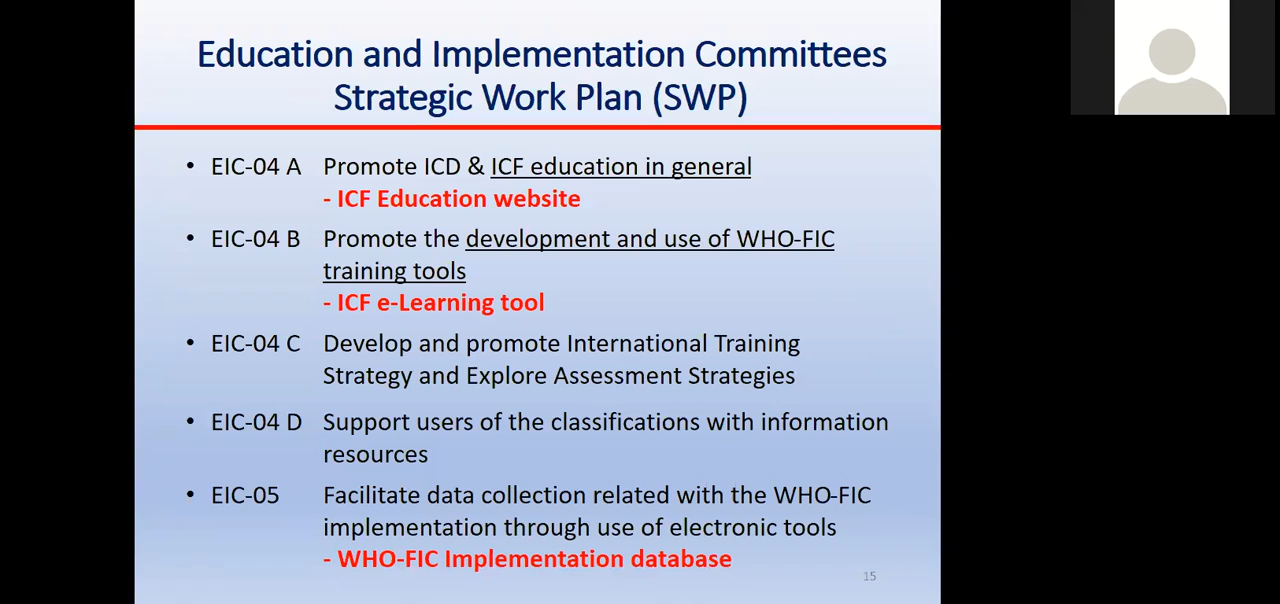 Education and Implementation Committees
Strategic Work Plan (SWP)
• EIC-04 A Promote ICD & ICF education in general
- ICF Education website
• EIC-04 B Promote the development and use of WHO-FIC
training tools
- ICF e-Learning tool
• EIC-04 C Develop and promote International Training
Strategy and Explore Assessment Strategies
• EIC-04 D Support users of the classifications with information
resources
• EIC-05 Facilitate data collection related with the WHO-FIC
implementation through use of electronic tools
- WHO-FIC Implementation database
15